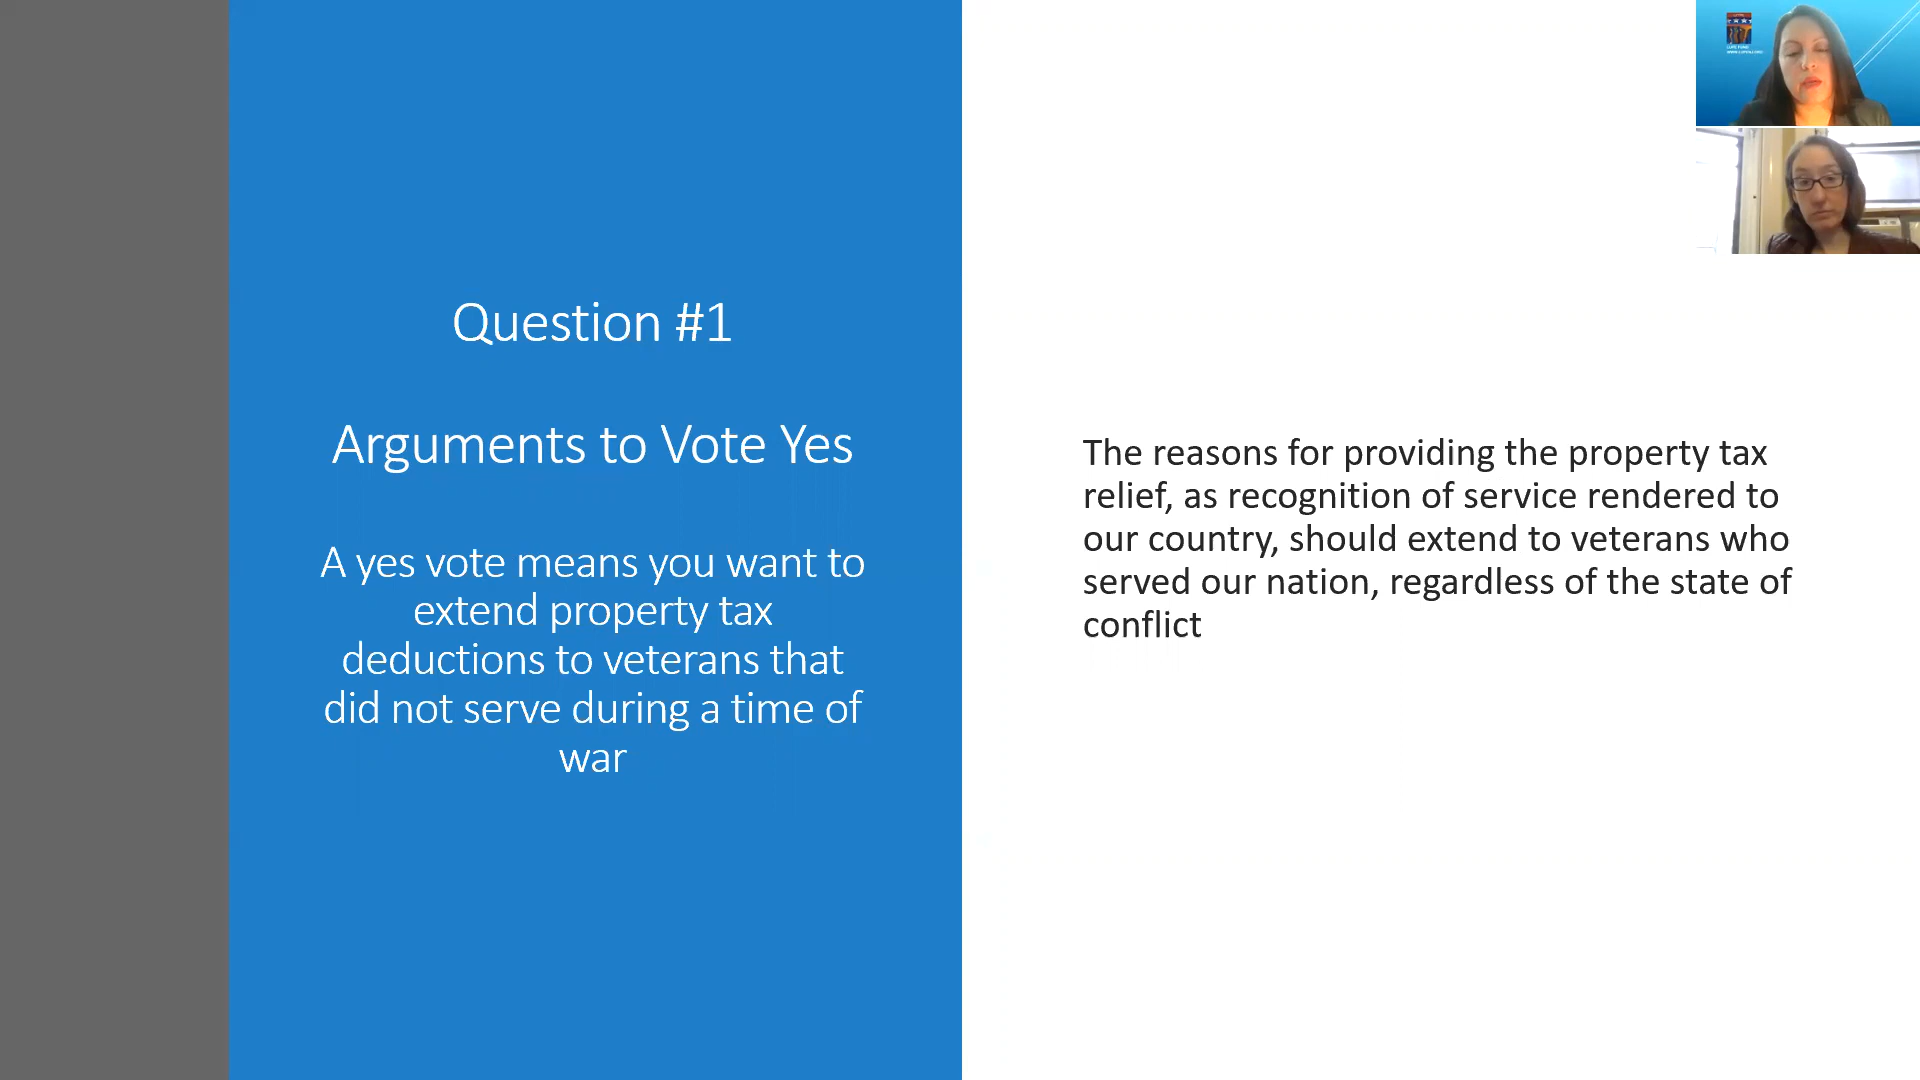 Question #1
Arguments to Vote Yes
A yes vote means you want to
extend property tax
deductions to veterans that
did not serve during a time of
war
The reasons for providing the property tax
relief, as recognition of service rendered to
our country, should extend to veterans who
served our nation, regardless of the state of
conflict
LUPE FUND